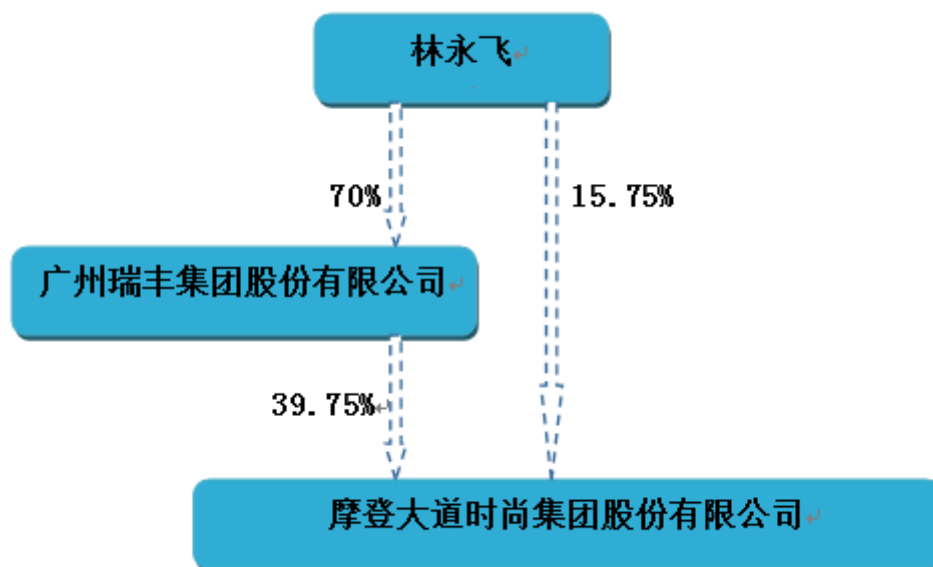 林永飞
70%
15.75%
广州瑞丰集团股份有限公司
39.75%
摩登大道时尚集团股份有限公司